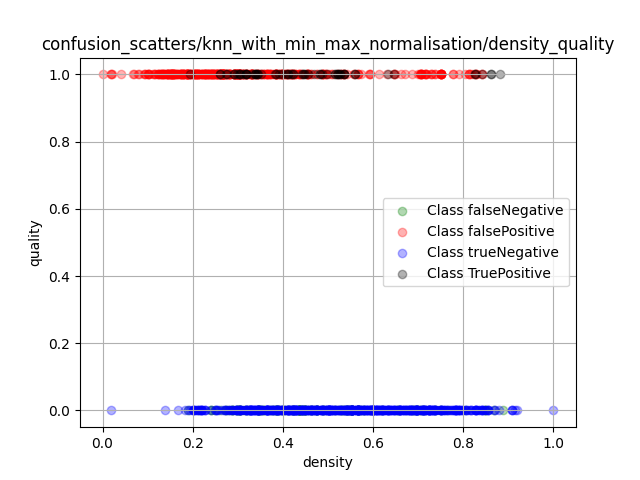 confusion_scatters/knn_with_min_max_normalisation/density_quality
1.0
0.8
0.6
0.4
0.2
0.0
quality
Class falseNegative
Class falsePositive
Class trueNegative
Class TruePositive
0.0 0.2 0.4 0.6 0.8 1.0
density